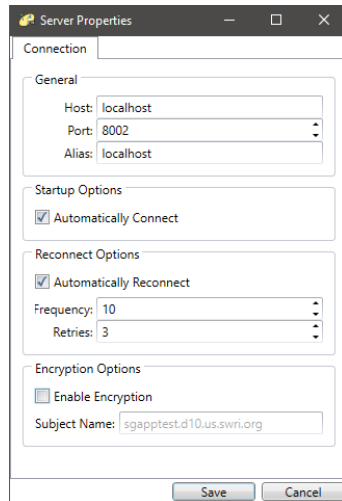 Server Properties
Connection
General
Host: localhost
Port: 8002
Alias: localhost
Startup Options
Automatically Connect
Reconnect Options
Automatically Reconnect
Frequency: 10
Retries: 3
Encryption Options
Enable Encryption
Subject Name: sgapptest.d10.us.swri.org
Save Cancel